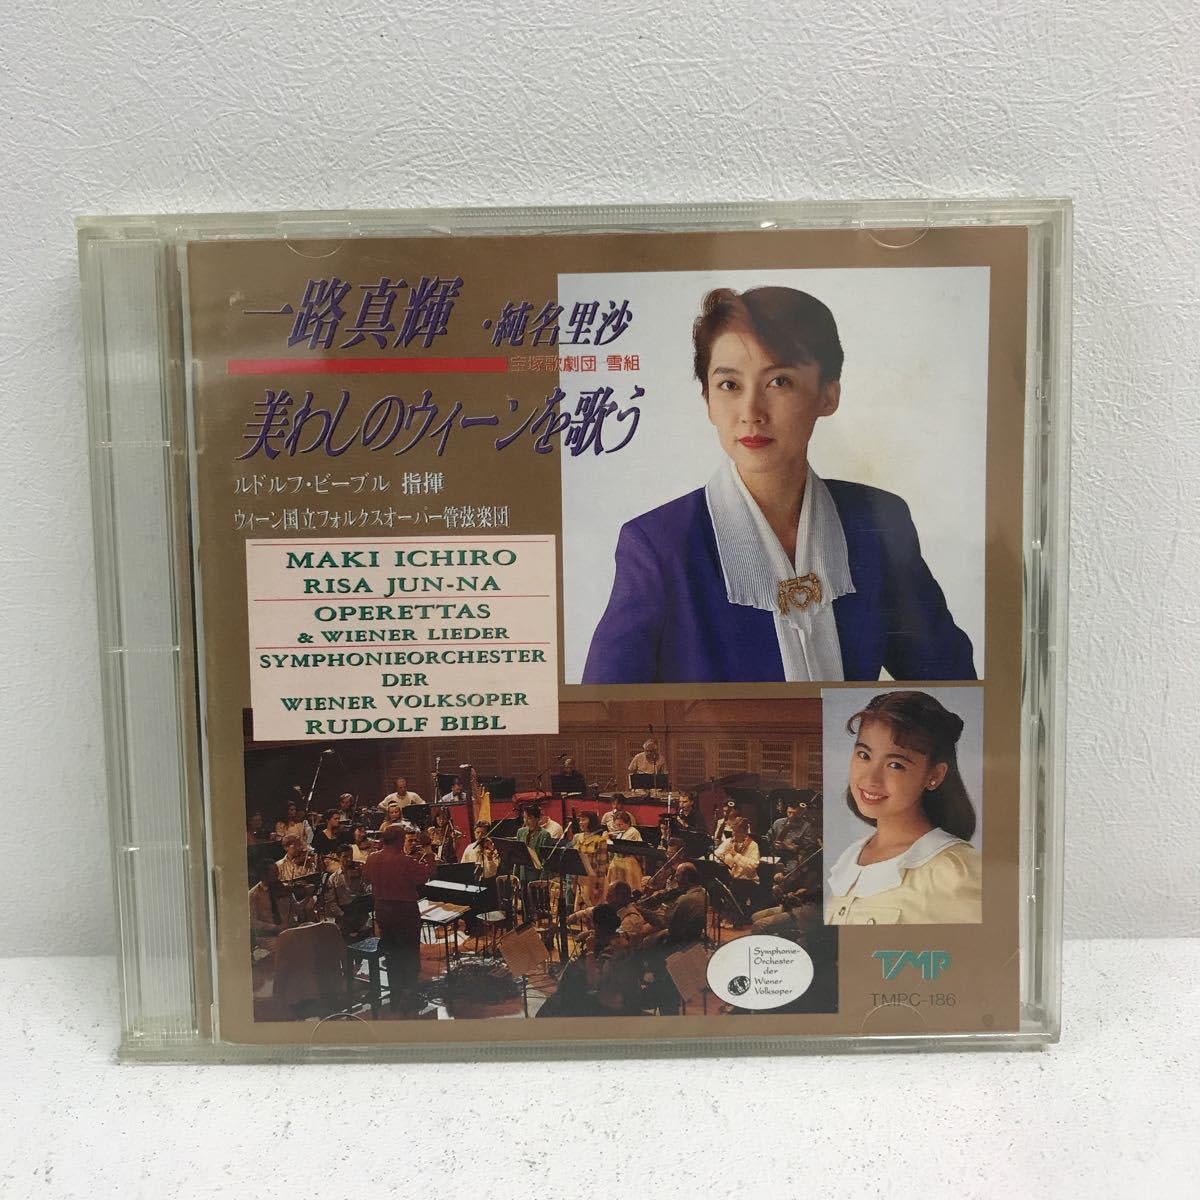 一路真輝・純名里沙
宝塚歌劇団 雪組
美わしのウィーンを歌う
ルドルフ・ビーブル 指揮
ウィーン国立フォルクスオーパー管弦楽団
MAKI ICHIRO
RISA JUN-NA
OPERETTAS
& WIENER LIEDER
SYMPHONIEORCHESTER
DER
WIENER VOLKSOPER
RUDOLF BIBL
Symphonie-
Orchester
der
Wiener
Volksoper
TMP
TMPC-186